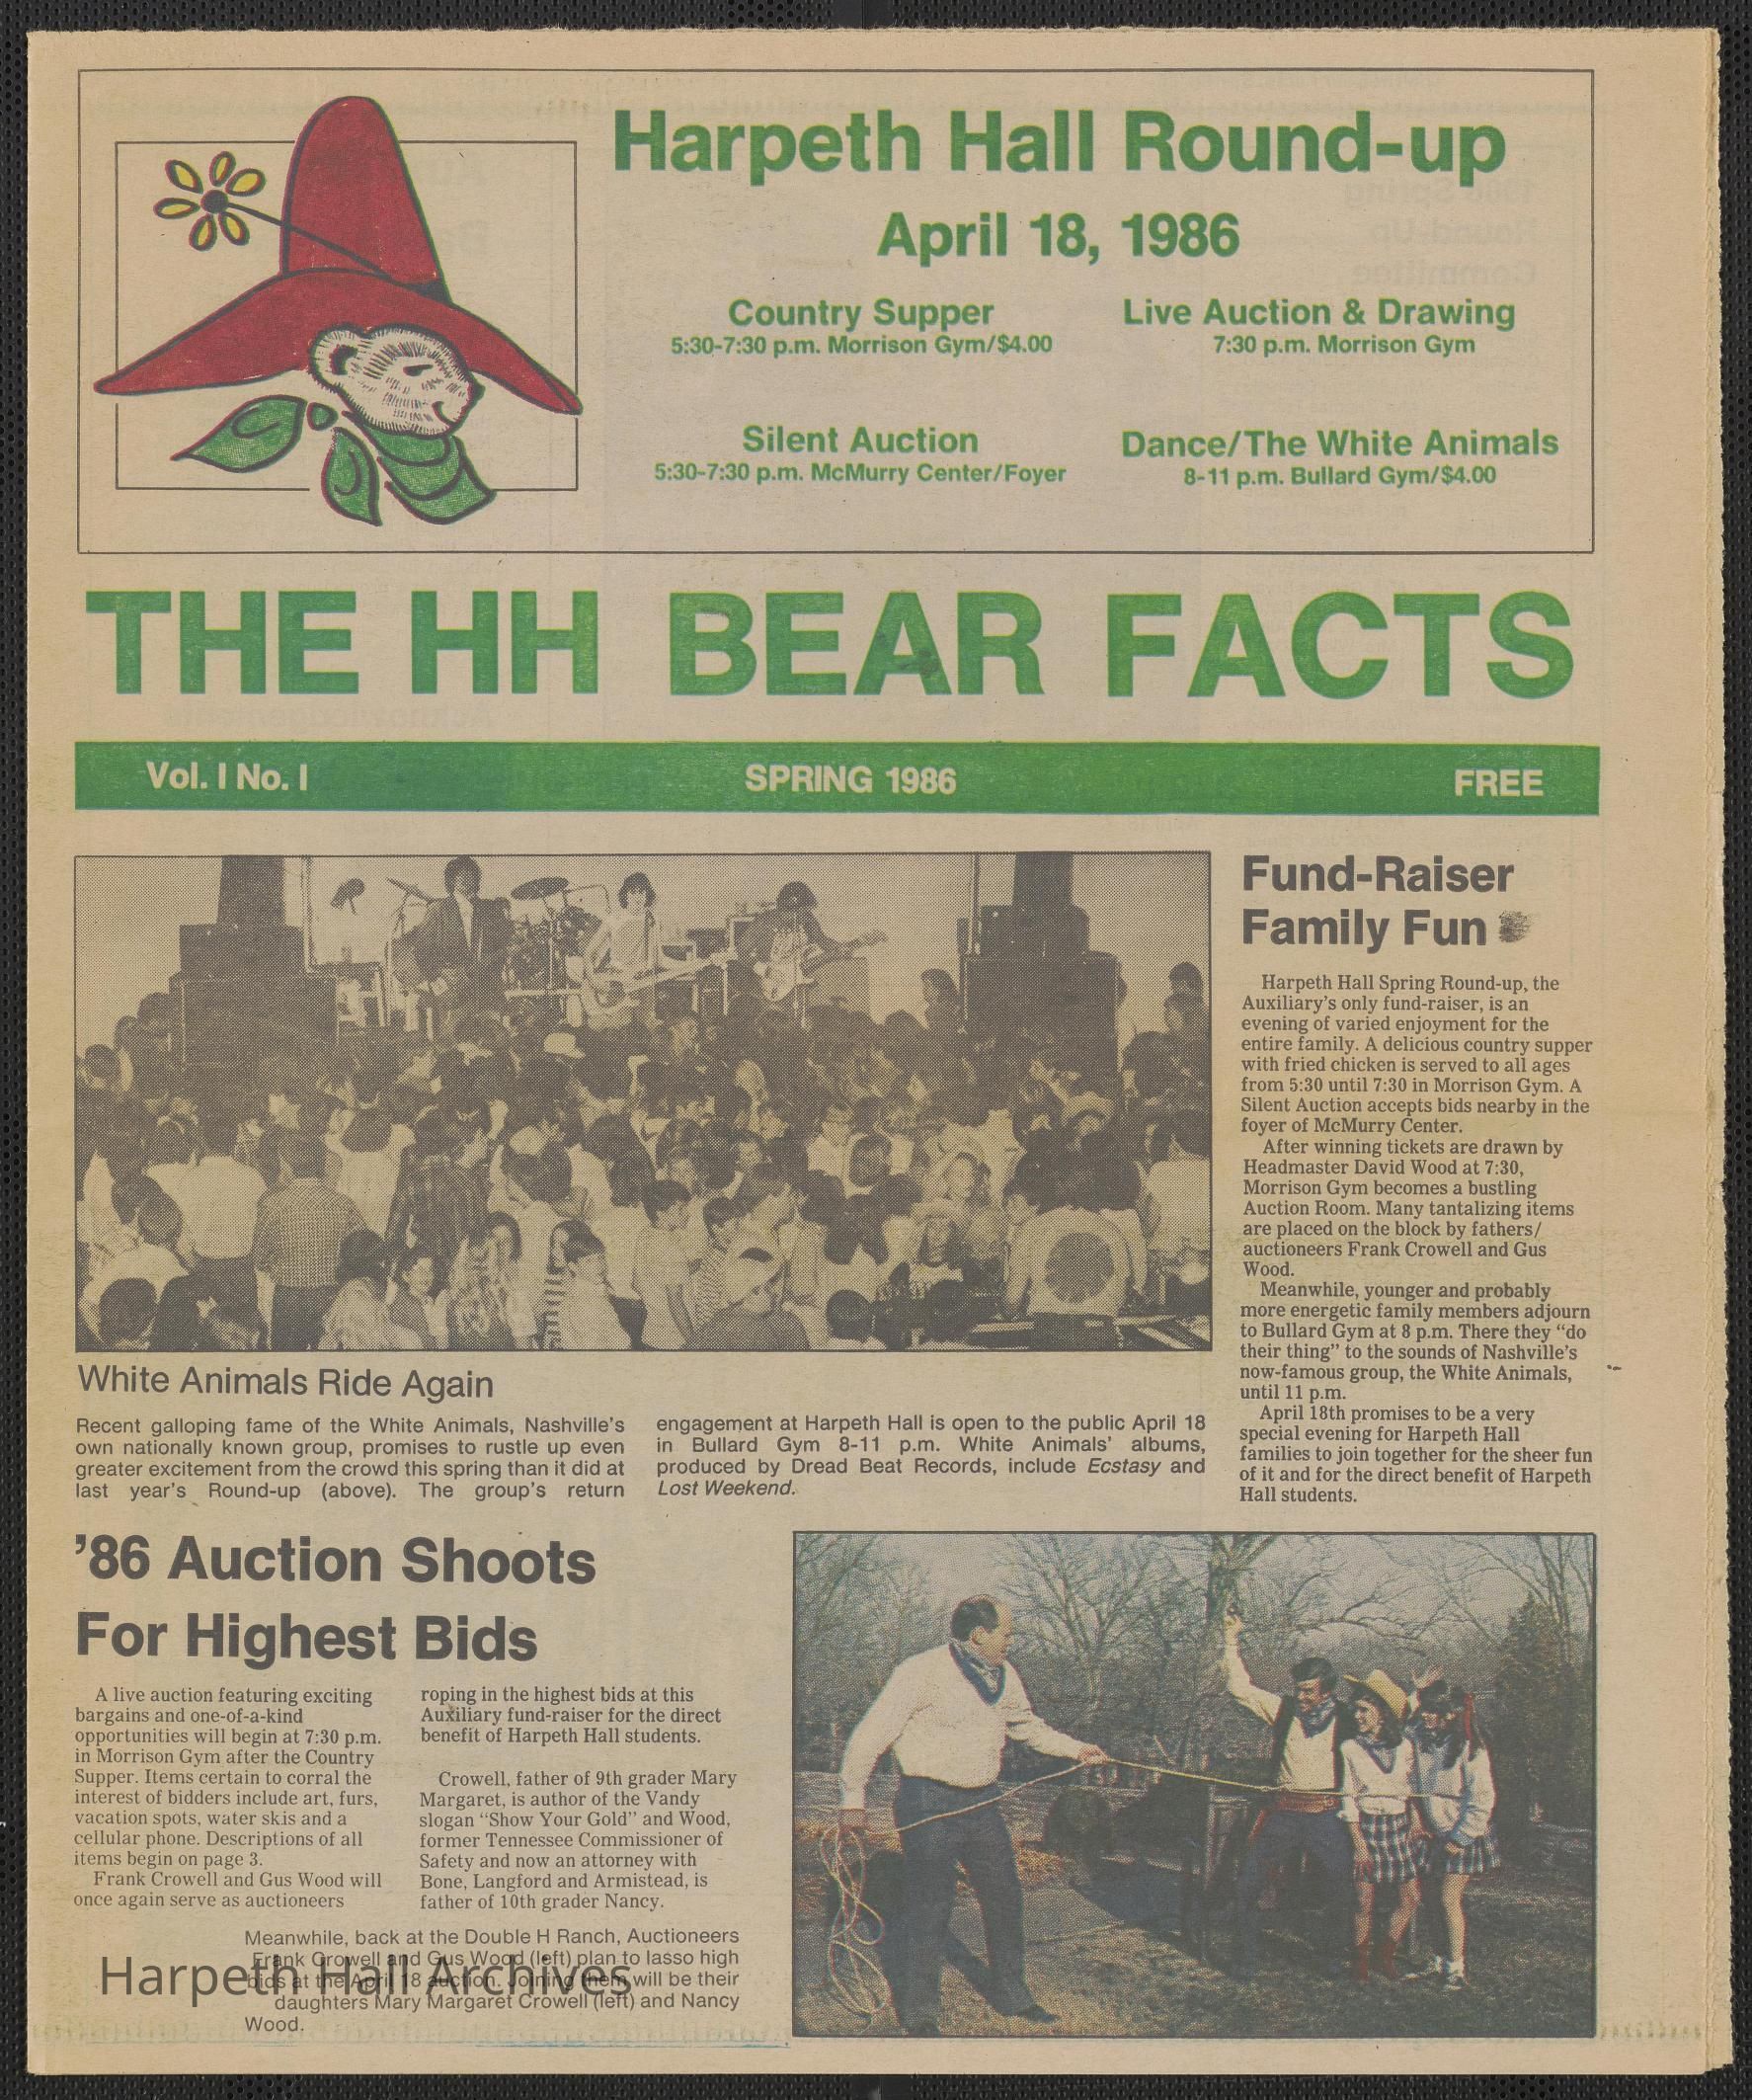 Harpeth Hall Round-up
April 18, 1986
Country Supper
5:30-7:30 p.m. Morrison Gym/$4.00
Live Auction & Drawing
7:30 p.m. Morrison Gym
Silent Auction
5:30-7:30 p.m. McMurry Center/Foyer
Dance/The White Animals
8-11 p.m. Bullard Gym/$4.00
THE HH BEAR FACTS
Vol. I No. I
SPRING 1986
FREE
White Animals Ride Again
Recent galloping fame of the White Animals, Nashville's
own nationally known group, promises to rustle up even
greater excitement from the crowd this spring than it did at
last year's Round-up (above). The group's return
engagement at Harpeth Hall is open to the public April 18
in Bullard Gym 8-11 p.m. White Animals' albums,
produced by Dread Beat Records, include Ecstasy and
Lost Weekend.
Fund-Raiser
Family Fun
Harpeth Hall Spring Round-up, the
Auxiliary's only fund-raiser, is an
evening of varied enjoyment for the
entire family. A delicious country supper
with fried chicken is served to all ages
from 5:30 until 7:30 in Morrison Gym. A
Silent Auction accepts bids nearby in the
foyer of McMurry Center.
After winning tickets are drawn by
Headmaster David Wood at 7:30,
Morrison Gym becomes a bustling
Auction Room. Many tantalizing items
are placed on the block by fathers/
auctioneers Frank Crowell and Gus
Wood.
Meanwhile, younger and probably
more energetic family members adjourn
to Bullard Gym at 8 p.m. There they "do
their thing" to the sounds of Nashville's
now-famous group, the White Animals,
until 11 p.m.
April 18th promises to be a very
special evening for Harpeth Hall
families to join together for the sheer fun
of it and for the direct benefit of Harpeth
Hall students.
'86 Auction Shoots
For Highest Bids
A live auction featuring exciting
bargains and one-of-a-kind
opportunities will begin at 7:30 p.m.
in Morrison Gym after the Country
Supper. Items certain to corral the
interest of bidders include art, furs,
vacation spots, water skis and a
cellular phone. Descriptions of all
items begin on page 3.
Frank Crowell and Gus Wood will
once again serve as auctioneers
roping in the highest bids at this
Auxiliary fund-raiser for the direct
benefit of Harpeth Hall students.
Crowell, father of 9th grader Mary
Margaret, is author of the Vandy
slogan "Show Your Gold" and Wood,
former Tennessee Commissioner of
Safety and now an attorney with
Bone, Langford and Armistead, is
father of 10th grader Nancy.
Meanwhile, back at the Double H Ranch, Auctioneers
Frank Crowell and Gus Wood (left) plan to lasso high
bids at the April 18 auction. Joining them will be their
daughters Mary Margaret Crowell (left) and Nancy
Wood.
Harpeth Hall Archives